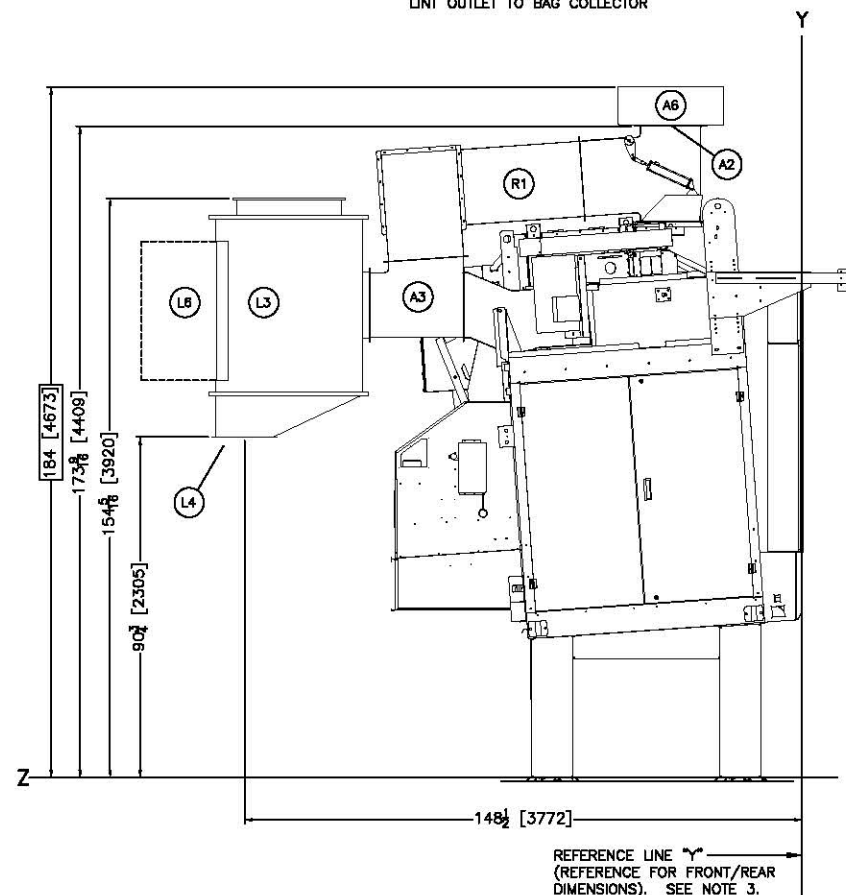 LINT OUTLET TO BAG COLLECTOR
Y
A6
A2
R1
L6
L3
A3
184 [4673]
173 9/16 [4409]
154 5/16 [3920]
L4
90 3/4 [2305]
Z
148 1/2 [3772]
REFERENCE LINE "Y"
(REFERENCE FOR FRONT/REAR
DIMENSIONS). SEE NOTE 3.